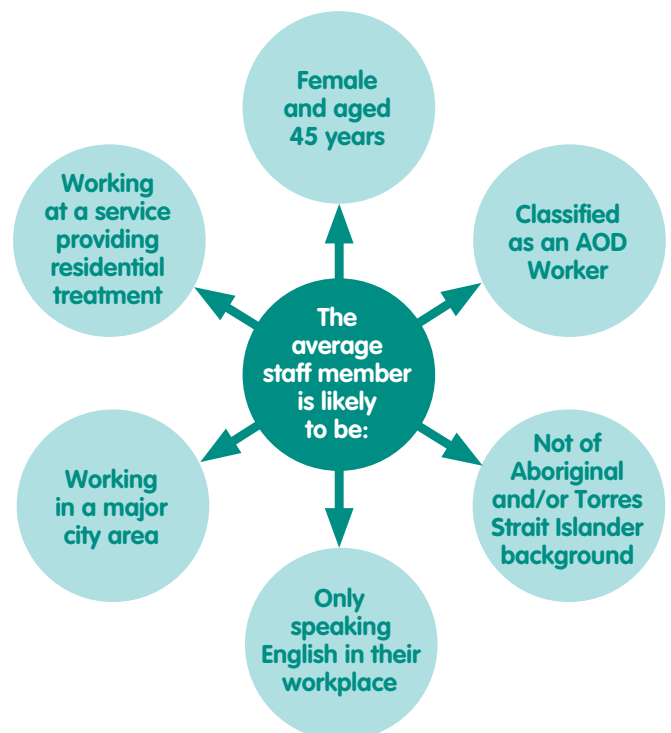 The
average
staff member
is likely
to be:
Female
and aged
45 years
Classified
as an AOD
Worker
Not of
Aboriginal
and/or Torres
Strait Islander
background
Only
speaking
English in their
workplace
Working
in a major
city area
Working
at a service
providing
residential
treatment